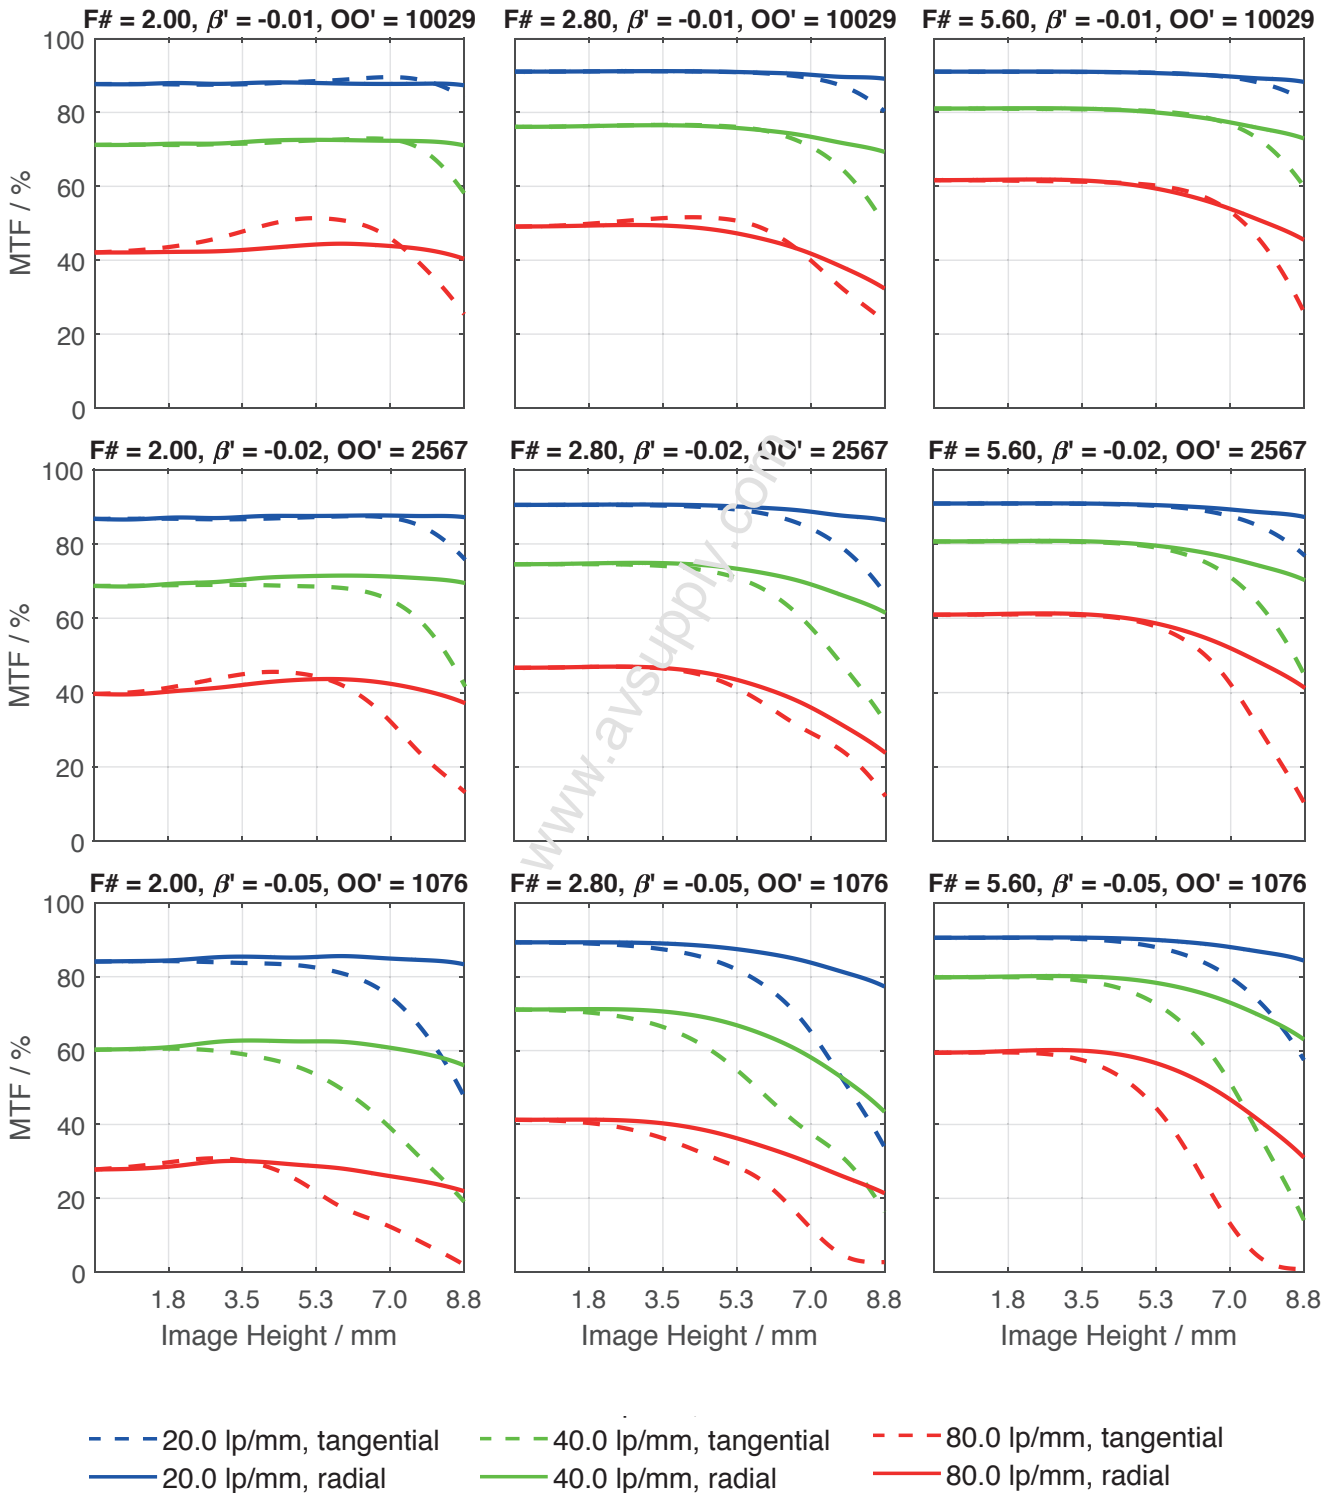 F# = 2.00, β' = -0.01, OO' = 10029
F# = 2.80, β' = -0.01, OO' = 10029
F# = 5.60, β' = -0.01, OO' = 10029
100
80
60
40
20
0
MTF / %
F# = 2.00, β' = -0.02, OO' = 2567
F# = 2.80, β' = -0.02, OO' = 2567
F# = 5.60, β' = -0.02, OO' = 2567
100
80
60
40
20
0
MTF / %
www.avsupply.com
F# = 2.00, β' = -0.05, OO' = 1076
F# = 2.80, β' = -0.05, OO' = 1076
F# = 5.60, β' = -0.05, OO' = 1076
100
80
60
40
20
0
MTF / %
1.8 3.5 5.3 7.0 8.8
1.8 3.5 5.3 7.0 8.8
1.8 3.5 5.3 7.0 8.8
Image Height / mm
Image Height / mm
Image Height / mm
20.0 lp/mm, tangential
40.0 lp/mm, tangential
80.0 lp/mm, tangential
20.0 lp/mm, radial
40.0 lp/mm, radial
80.0 lp/mm, radial